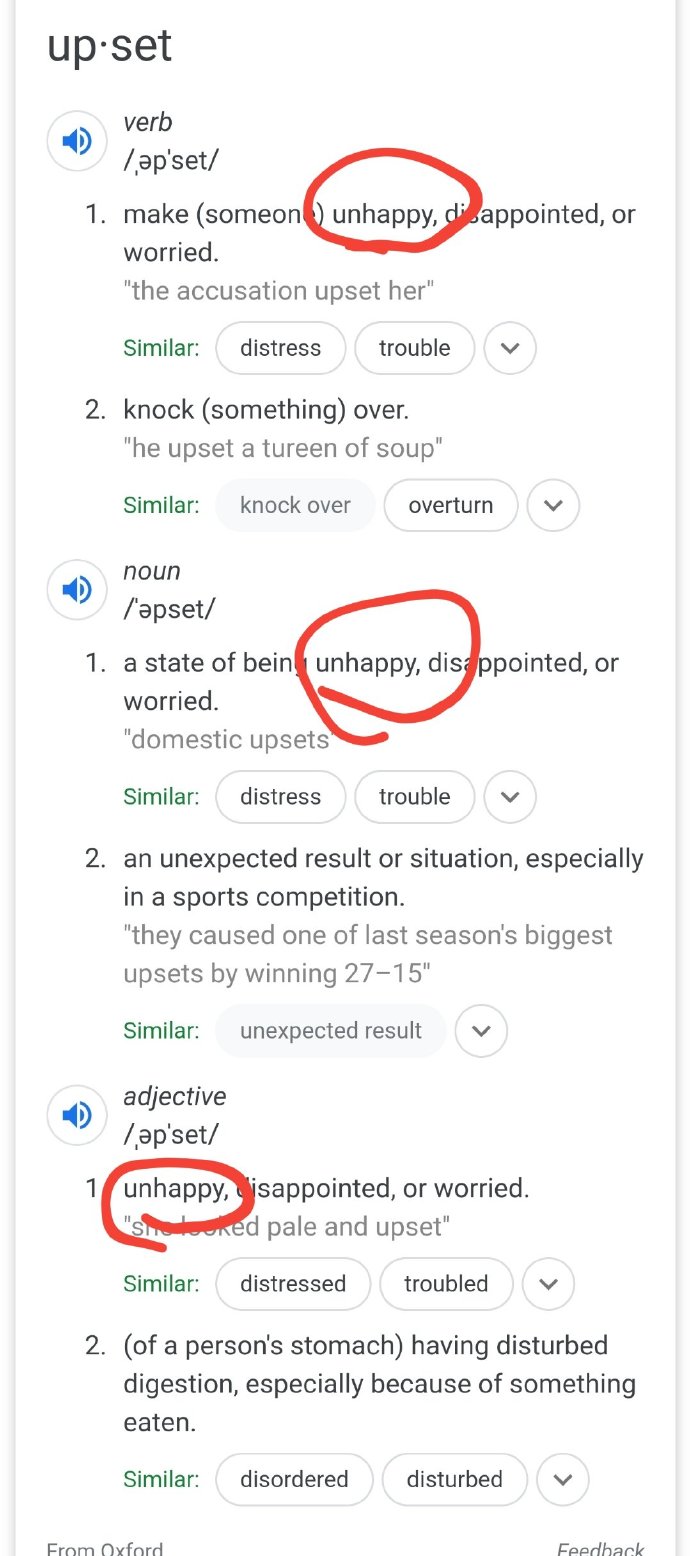 up·set
verb
/ˌəpˈset/
1. make (someone) unhappy, disappointed, or
worried.
"the accusation upset her"
Similar: distress trouble
2. knock (something) over.
"he upset a tureen of soup"
Similar: knock over overturn
noun
/ˈəpset/
1. a state of being unhappy, disappointed, or
worried.
"domestic upsets"
Similar: distress trouble
2. an unexpected result or situation, especially
in a sports competition.
"they caused one of last season's biggest
upsets by winning 27–15"
Similar: unexpected result
adjective
/ˌəpˈset/
1. unhappy, disappointed, or worried.
"she looked pale and upset"
Similar: distressed troubled
2. (of a person's stomach) having disturbed
digestion, especially because of something
eaten.
Similar: disordered disturbed
From Oxford Feedback